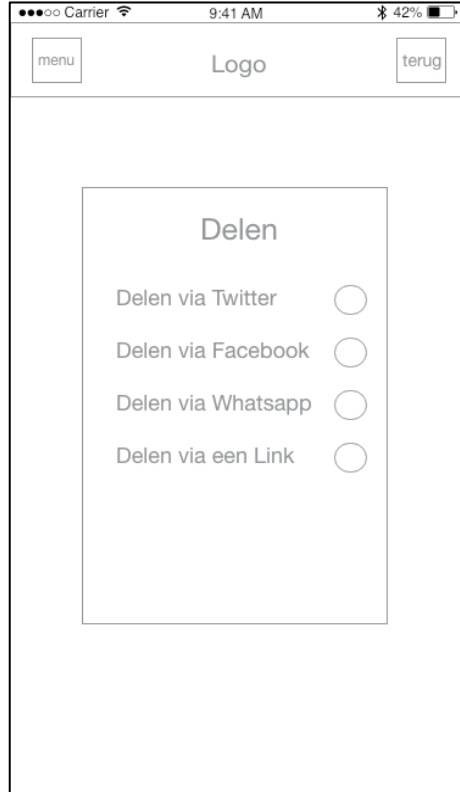 Carrier 9:41 AM 42%
menu Logo terug
Delen
Delen via Twitter
Delen via Facebook
Delen via Whatsapp
Delen via een Link